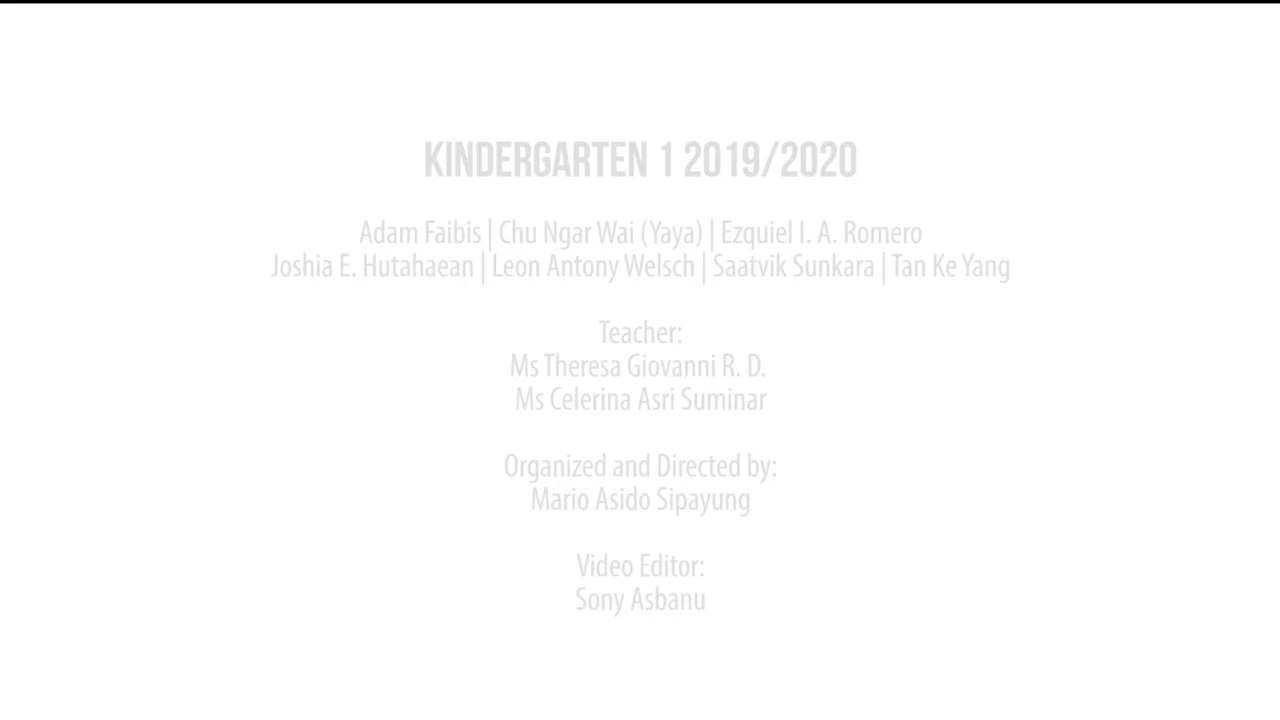 KINDERGARTEN 1 2019/2020
Adam Faibis | Chu Ngar Wai (Yaya) | Ezquiel I. A. Romero
Joshia E. Hutahaean | Leon Antony Welsch | Saatvik Sunkara | Tan Ke Yang
Teacher:
Ms Theresa Giovanni R. D.
Ms Celerina Asri Suminar
Organized and Directed by:
Mario Asido Sipayung
Video Editor:
Sony Asbanu